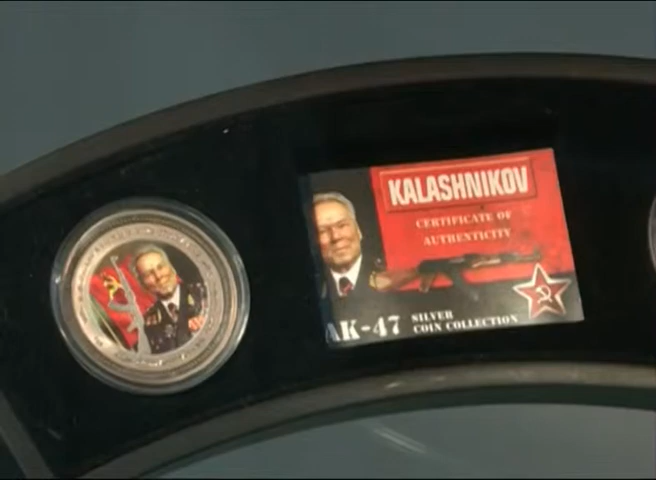 KALASHNIKOV
CERTIFICATE OF
AUTHENTICITY
AK-47 SILVER
COIN COLLECTION